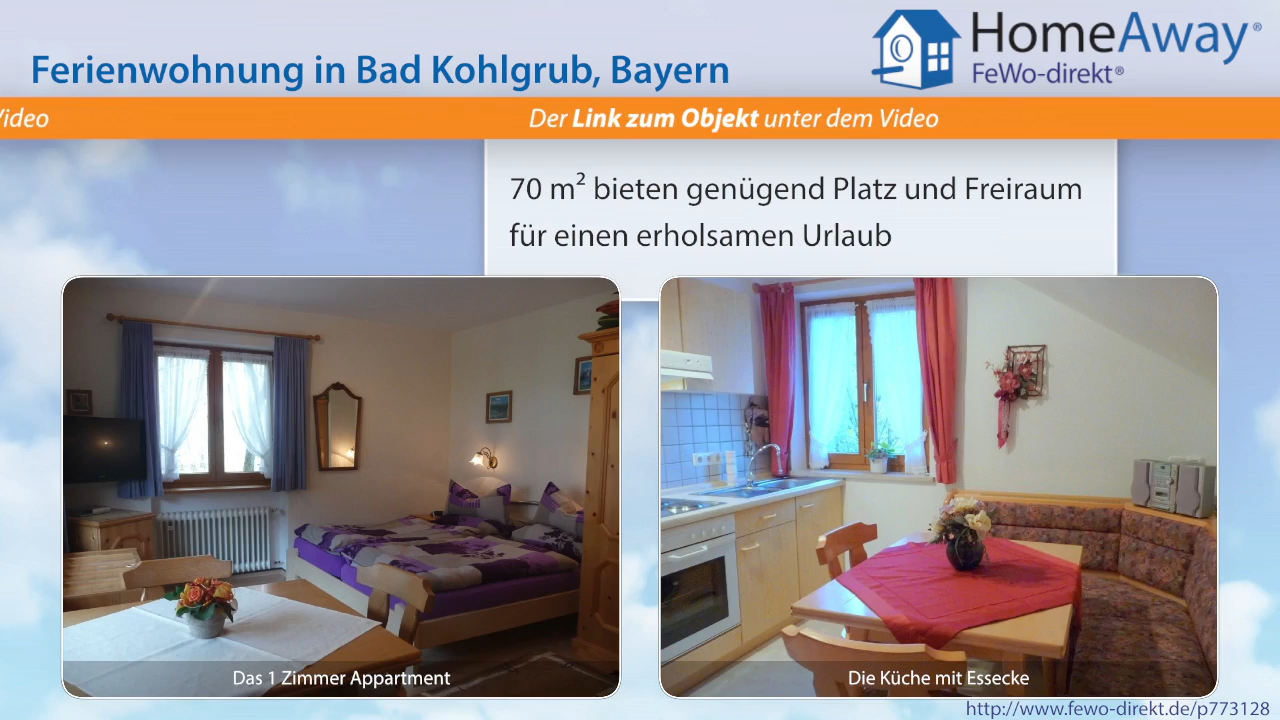 Ferienwohnung in Bad Kohlgrub, Bayern
HomeAway®
FeWo-direkt®
Video
Der Link zum Objekt unter dem Video
70 m² bieten genügend Platz und Freiraum
für einen erholsamen Urlaub
Das 1 Zimmer Appartment
Die Küche mit Essecke
http://www.fewo-direkt.de/p773128